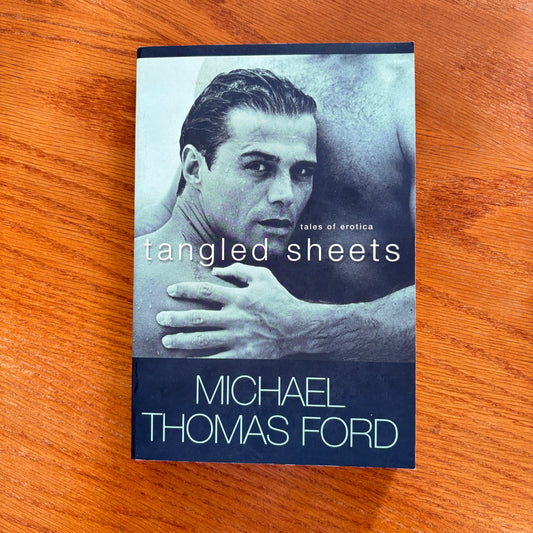 tales of erotica
tangled sheets
MICHAEL
THOMAS FORD